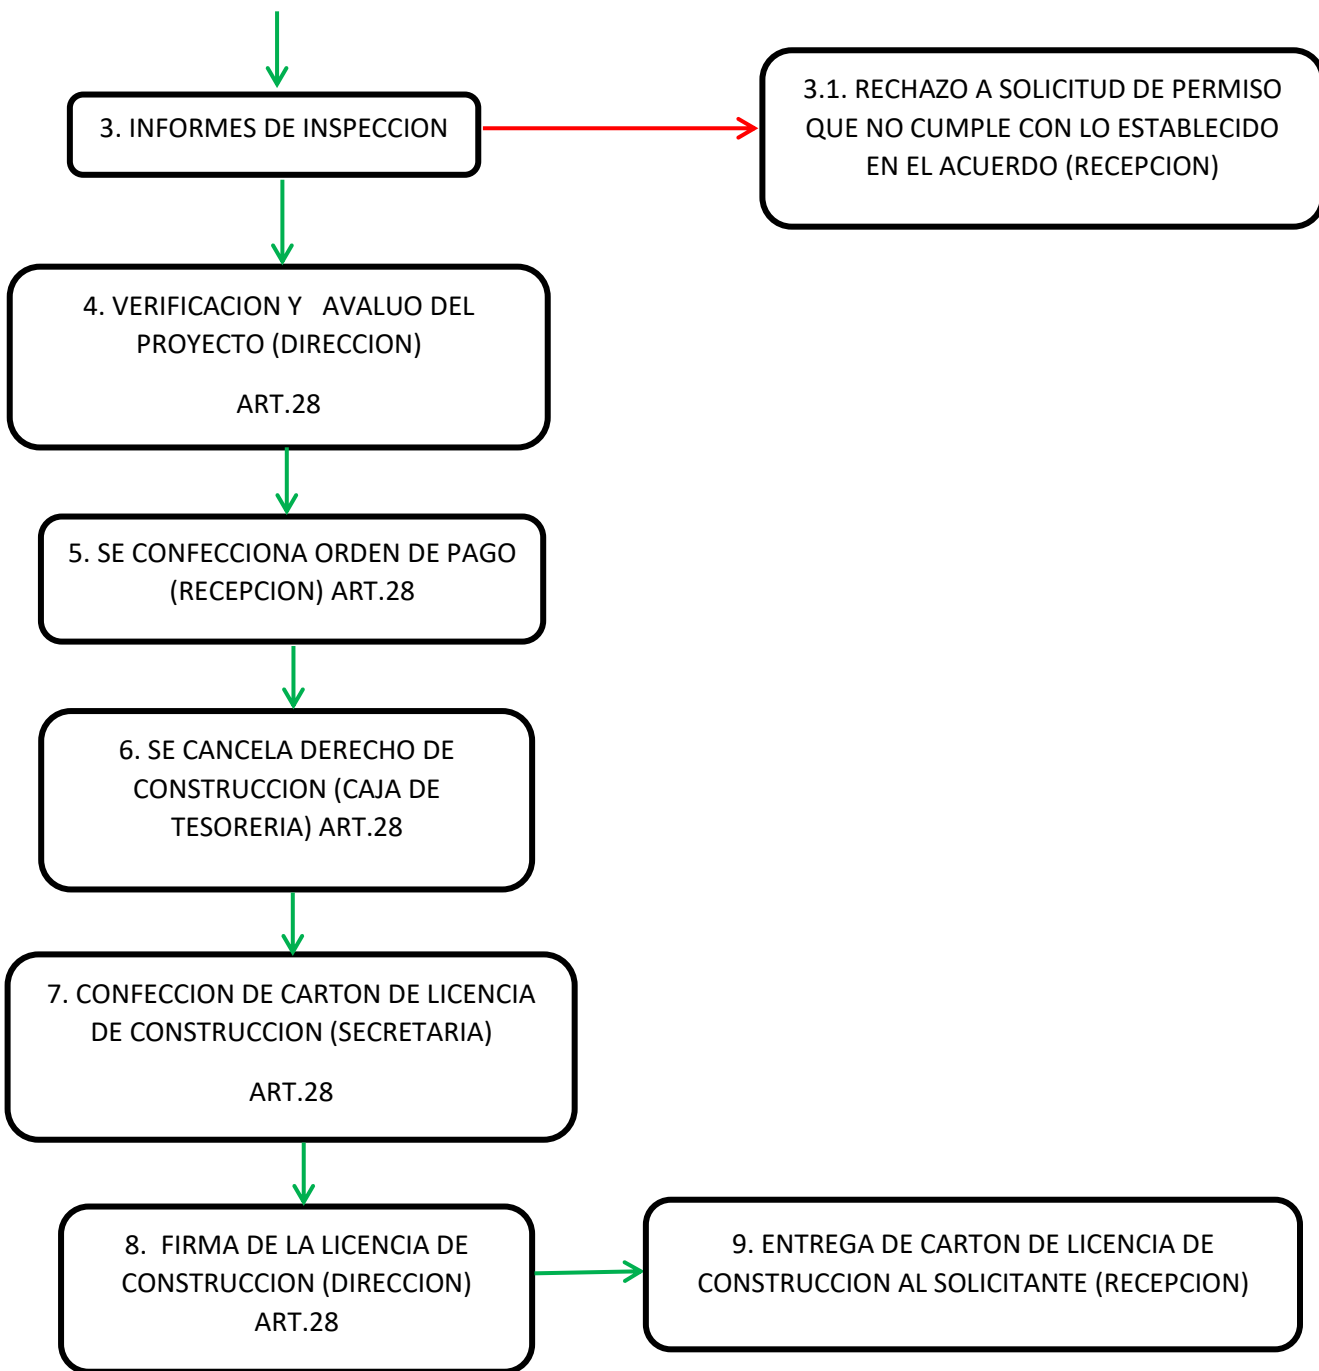 3. INFORMES DE INSPECCION
3.1. RECHAZO A SOLICITUD DE PERMISO
QUE NO CUMPLE CON LO ESTABLECIDO
EN EL ACUERDO (RECEPCION)
4. VERIFICACION Y   AVALUO DEL
PROYECTO (DIRECCION)
ART.28
5. SE CONFECCIONA ORDEN DE PAGO
(RECEPCION) ART.28
6. SE CANCELA DERECHO DE
CONSTRUCCION (CAJA DE
TESORERIA) ART.28
7. CONFECCION DE CARTON DE LICENCIA
DE CONSTRUCCION (SECRETARIA)
ART.28
8.  FIRMA DE LA LICENCIA DE
CONSTRUCCION (DIRECCION)
ART.28
9. ENTREGA DE CARTON DE LICENCIA DE
CONSTRUCCION AL SOLICITANTE (RECEPCION)